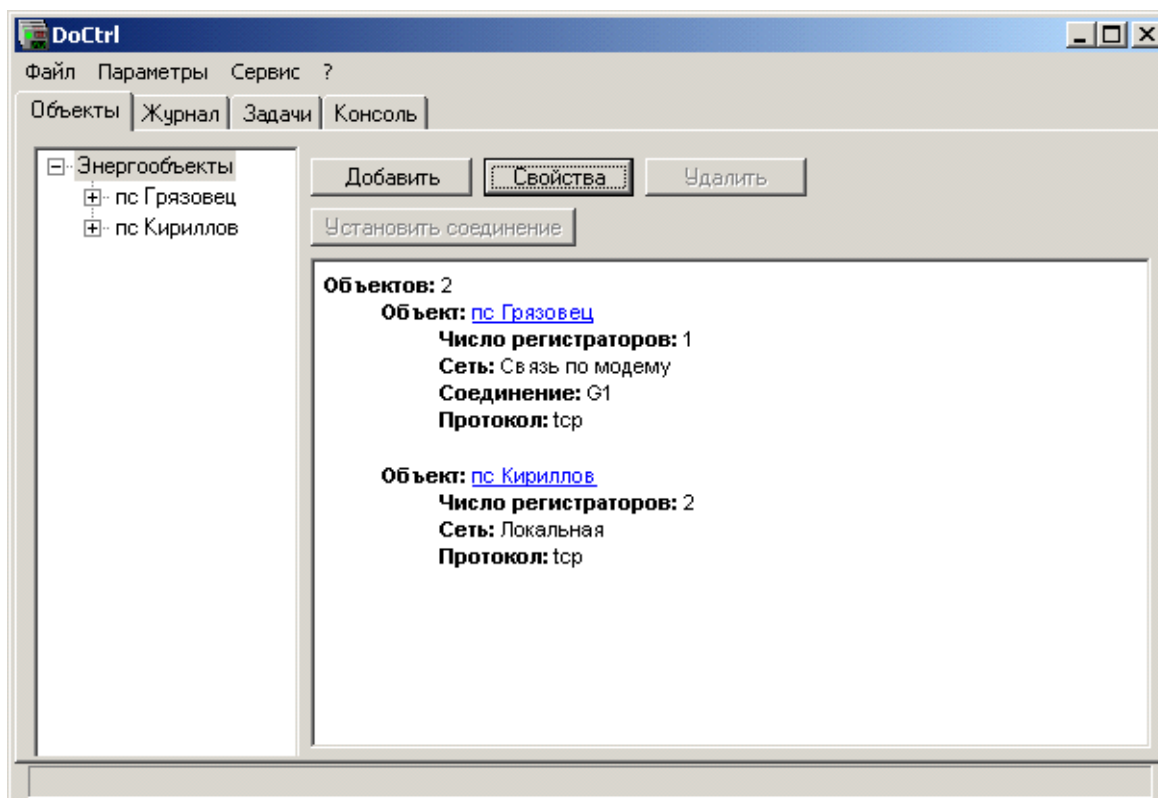 DoCtrl
Файл Параметры Сервис ?
Объекты Журнал Задачи Консоль
Энергообъекты
пс Грязовец
пс Кириллов
Добавить Свойства Удалить
Установить соединение
Объектов: 2
Объект: пс Грязовец
Число регистраторов: 1
Сеть: Связь по модему
Соединение: G1
Протокол: tcp
Объект: пс Кириллов
Число регистраторов: 2
Сеть: Локальная
Протокол: tcp